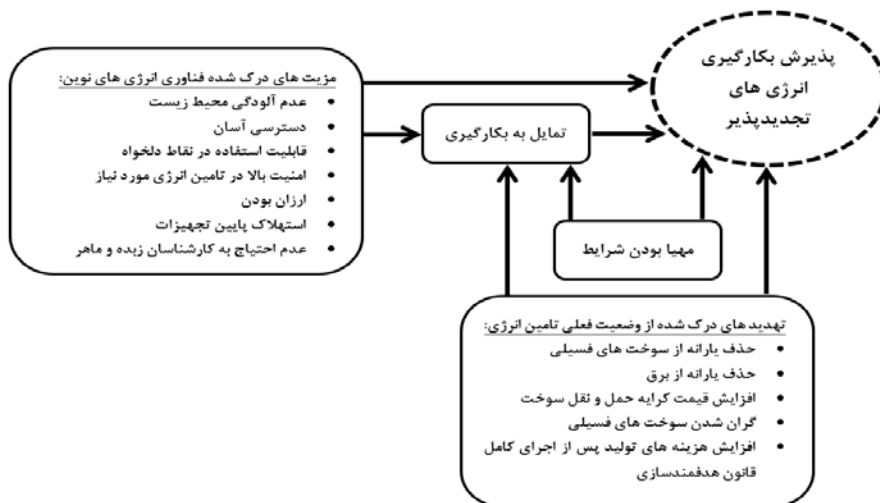 پذیرش بکارگیری
انرژی های
تجدیدپذیر
مزیت های درک شده فناوری انرژی های نوین:
• عدم آلودگی محیط زیست
• دسترسی آسان
• قابلیت استفاده در نقاط دلخواه
• امنیت بالا در تامین انرژی مورد نیاز
• ارزان بودن
• استهلاک پایین تجهیزات
• عدم احتیاج به کارشناسان زبده و ماهر
تمایل به بکارگیری
مهیا بودن شرایط
تهدید های درک شده از وضعیت فعلی تامین انرژی:
• حذف یارانه از سوخت های فسیلی
• حذف یارانه از برق
• افزایش قیمت کرایه حمل و نقل سوخت
• گران شدن سوخت های فسیلی
• افزایش هزینه های تولید پس از اجرای کامل
قانون هدفمندسازی